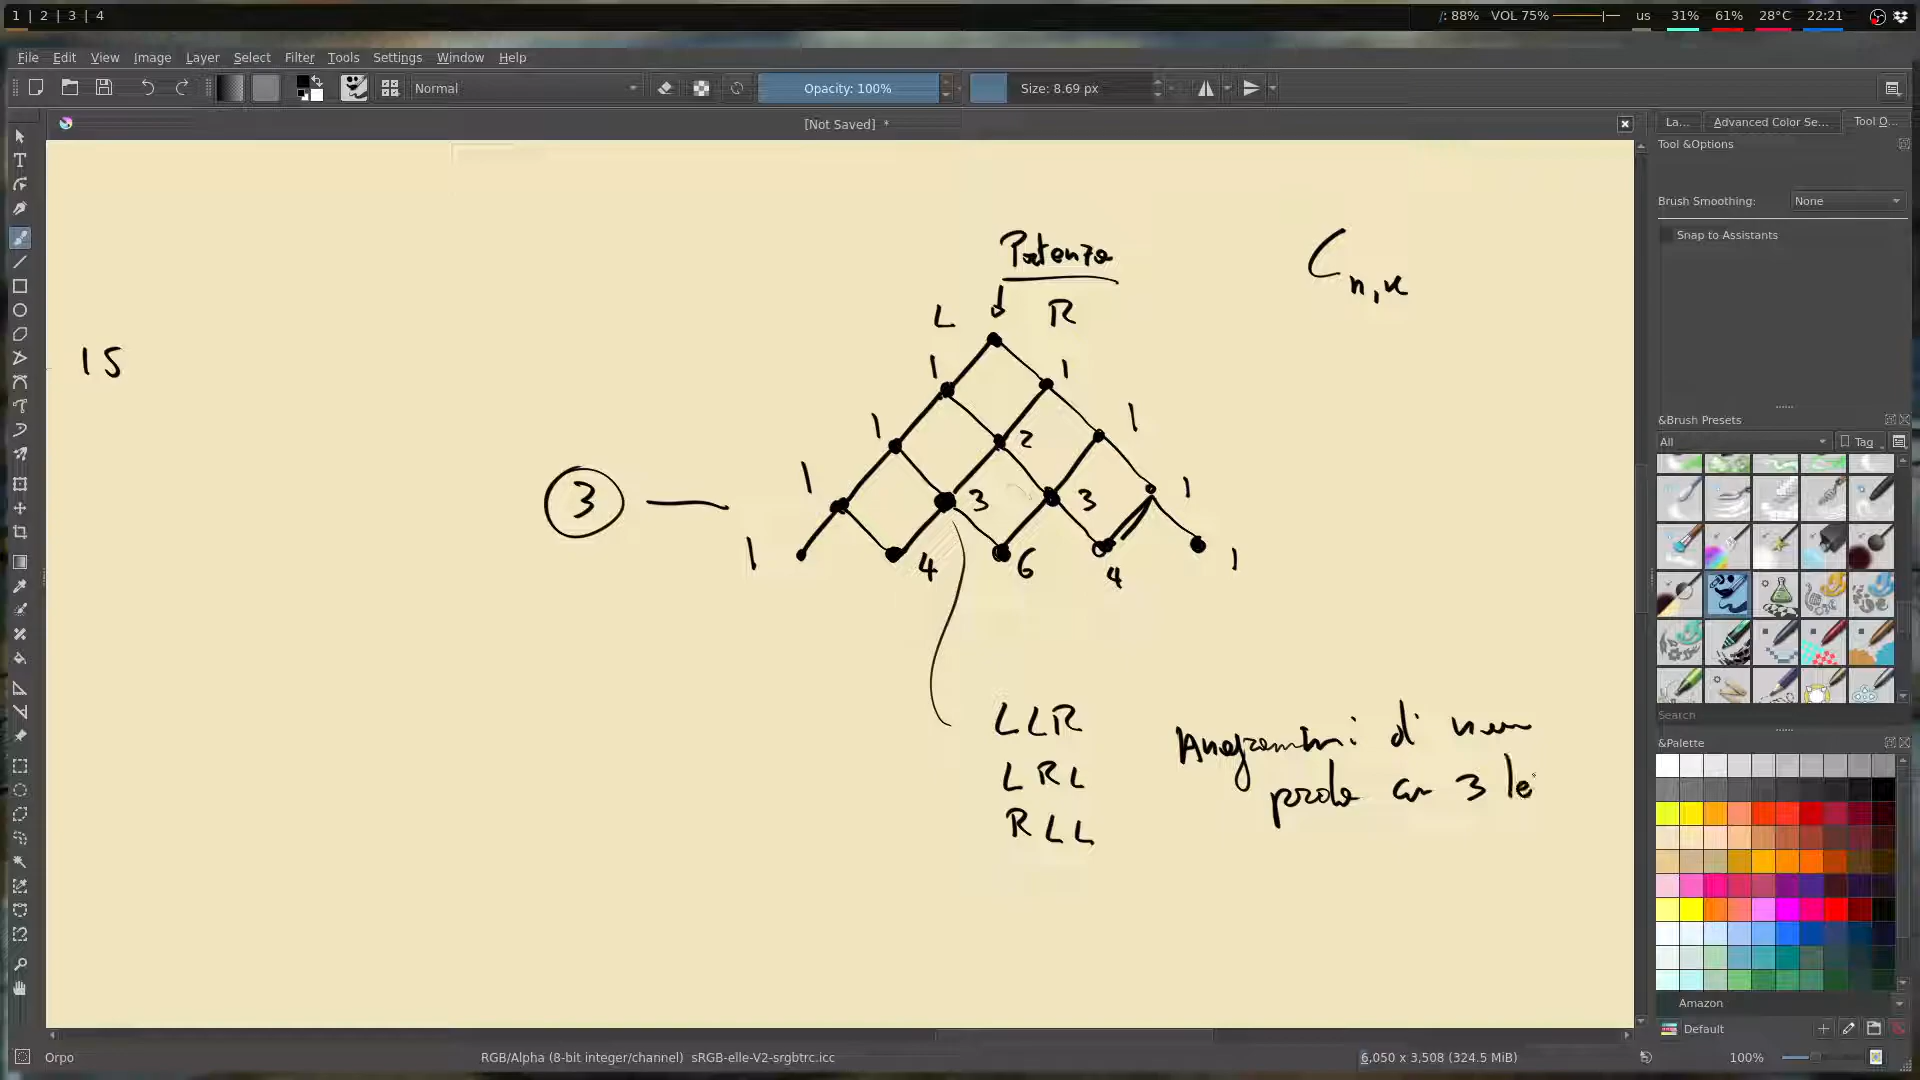 1 | 2 | 3 | 4
/: 88% VOL 75% us 31% 61% 28°C 22:21
File Edit View Image Layer Select Filter Tools Settings Window Help
Normal Opacity: 100% Size: 8.69 px
[Not Saved] *
La... Advanced Color Se... Tool O...
Tool &Options
Brush Smoothing: None
Snap to Assistants
&Brush Presets
All Tag
Search
&Palette
Amazon
Default
Partenza
C n,k
L R
15
1 1
1 2 1
1 3 3 1
3
1 4 6 4 1
LLR
LRL
RLL
Anagrammi di una
parola con 3 le
Orpo RGB/Alpha (8-bit integer/channel) sRGB-elle-V2-srgbtrc.icc 6,050 x 3,508 (324.5 MiB) 100%